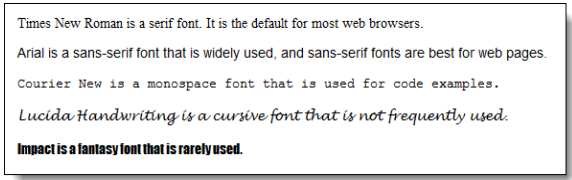 Times New Roman is a serif font. It is the default for most web browsers.
Arial is a sans-serif font that is widely used, and sans-serif fonts are best for web pages.
Courier New is a monospace font that is used for code examples.
Lucida Handwriting is a cursive font that is not frequently used.
Impact is a fantasy font that is rarely used.